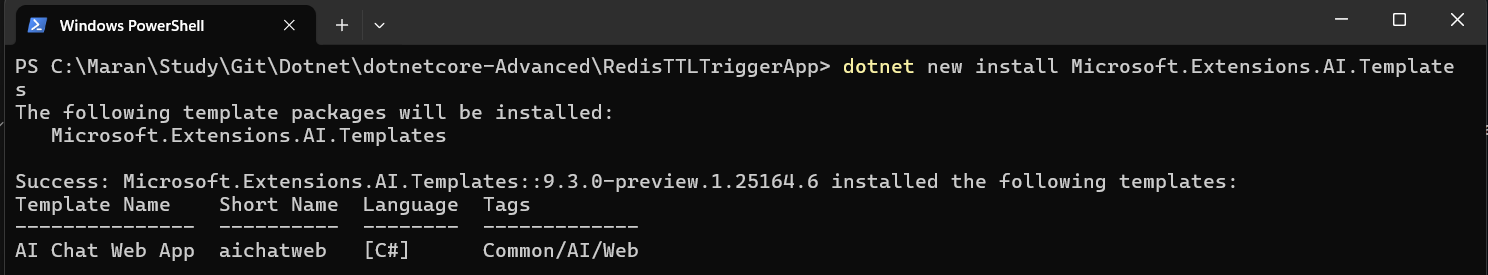 Windows PowerShell
PS C:\Maran\Study\Git\Dotnet\dotnetcore-Advanced\RedisTTLTriggerApp> dotnet new install Microsoft.Extensions.AI.Template
s
The following template packages will be installed:
   Microsoft.Extensions.AI.Templates
Success: Microsoft.Extensions.AI.Templates::9.3.0-preview.1.25164.6 installed the following templates:
Template Name    Short Name  Language  Tags
---------------  ----------  --------  -------------
AI Chat Web App  aichatweb   [C#]      Common/AI/Web